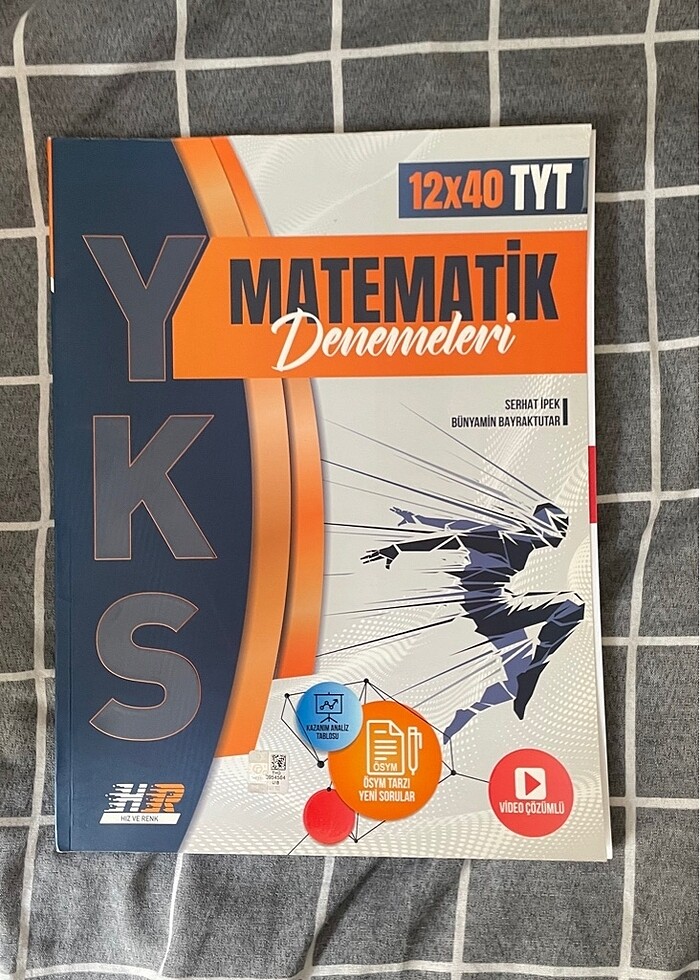 12x40 TYT
YKS
MATEMATİK
Denemeleri
SERHAT İPEK
BÜNYAMİN BAYRAKTUTAR
KAZANIM ANALİZ
TABLOSU
ÖSYM
ÖSYM TARZI
YENİ SORULAR
VİDEO ÇÖZÜMLÜ
HR
HIZ VE RENK